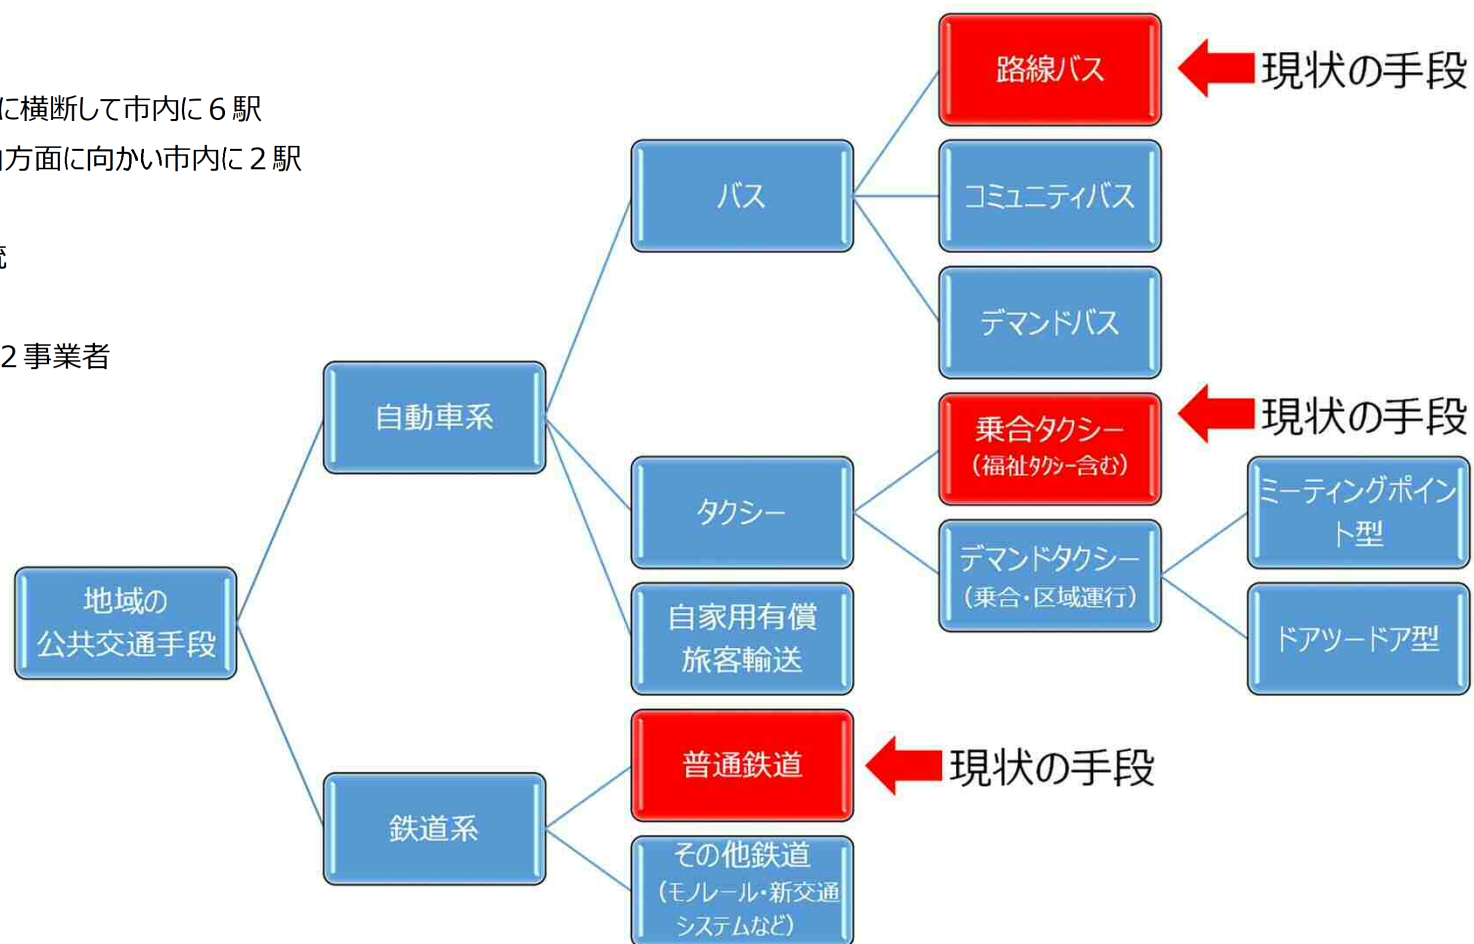 に横断して市内に６駅
方面に向かい市内に２駅
２事業者
地域の
公共交通手段
自動車系
鉄道系
バス
タクシー
自家用有償
旅客輸送
普通鉄道
現状の手段
その他鉄道
（モノレール・新交通
システムなど）
路線バス
現状の手段
コミュニティバス
デマンドバス
乗合タクシー
（福祉タクシー含む）
現状の手段
デマンドタクシー
（乗合・区域運行）
ミーティングポイン
ト型
ドアツードア型